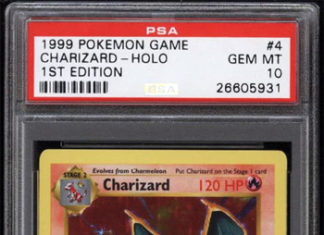 PSA
1999 POKEMON GAME #4
CHARIZARD - HOLO GEM MT
1ST EDITION 10
PSA 26605931
Evolves from Charmeleon Put Charizard on the Stage 1 card
STAGE 2
Charizard 120 HP